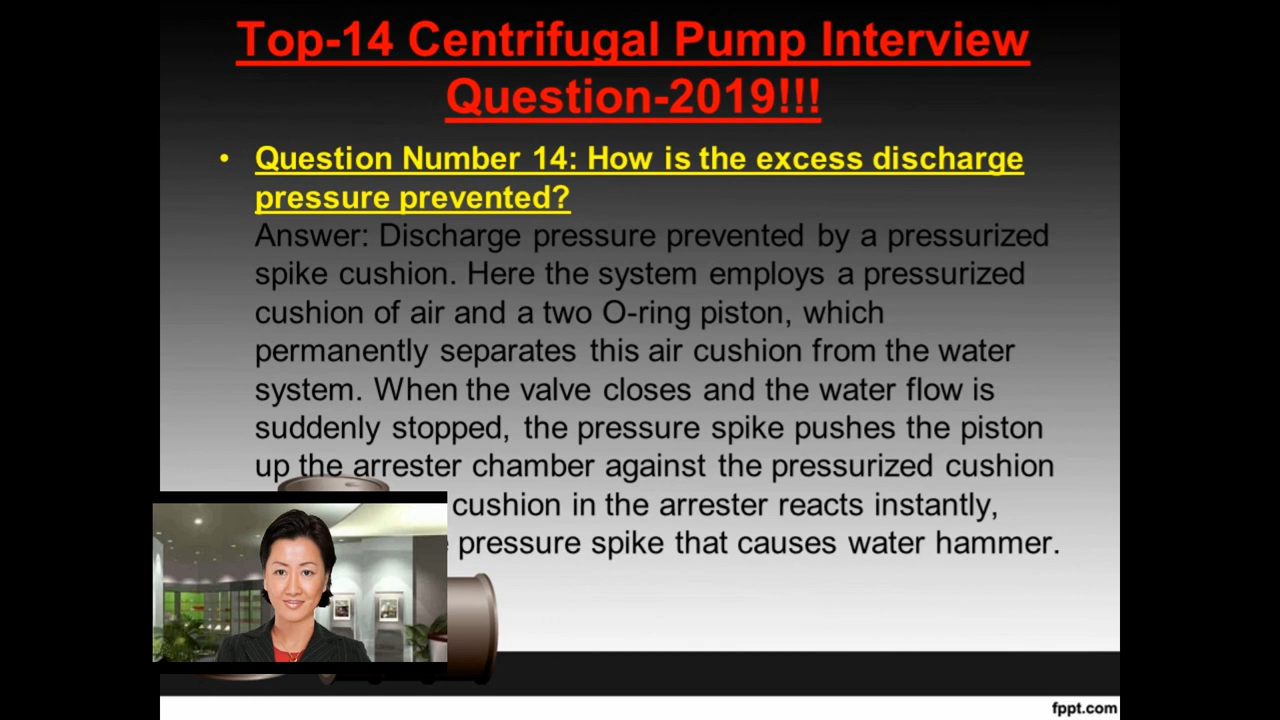 Top-14 Centrifugal Pump Interview
Question-2019!!!
• Question Number 14: How is the excess discharge
pressure prevented?
Answer: Discharge pressure prevented by a pressurized
spike cushion. Here the system employs a pressurized
cushion of air and a two O-ring piston, which
permanently separates this air cushion from the water
system. When the valve closes and the water flow is
suddenly stopped, the pressure spike pushes the piston
up the arrester chamber against the pressurized cushion
cushion in the arrester reacts instantly,
pressure spike that causes water hammer.
fppt.com